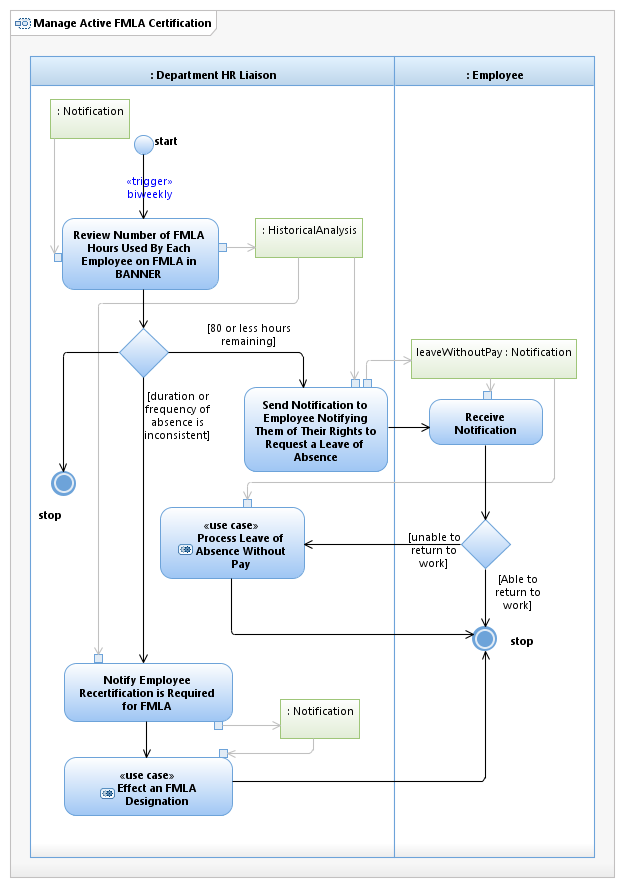 Manage Active FMLA Certification
: Department HR Liaison
: Employee
: Notification
start
«trigger»
biweekly
Review Number of FMLA
Hours Used By Each
Employee on FMLA in
BANNER
: HistoricalAnalysis
[80 or less hours
remaining]
leaveWithoutPay : Notification
[duration or
frequency of
absence is
inconsistent]
Send Notification to
Employee Notifying
Them of Their Rights to
Request a Leave of
Absence
Receive
Notification
stop
«use case»
Process Leave of
Absence Without
Pay
[unable to
return to
work]
[Able to
return to
work]
stop
Notify Employee
Recertification is Required
for FMLA
: Notification
«use case»
Effect an FMLA
Designation